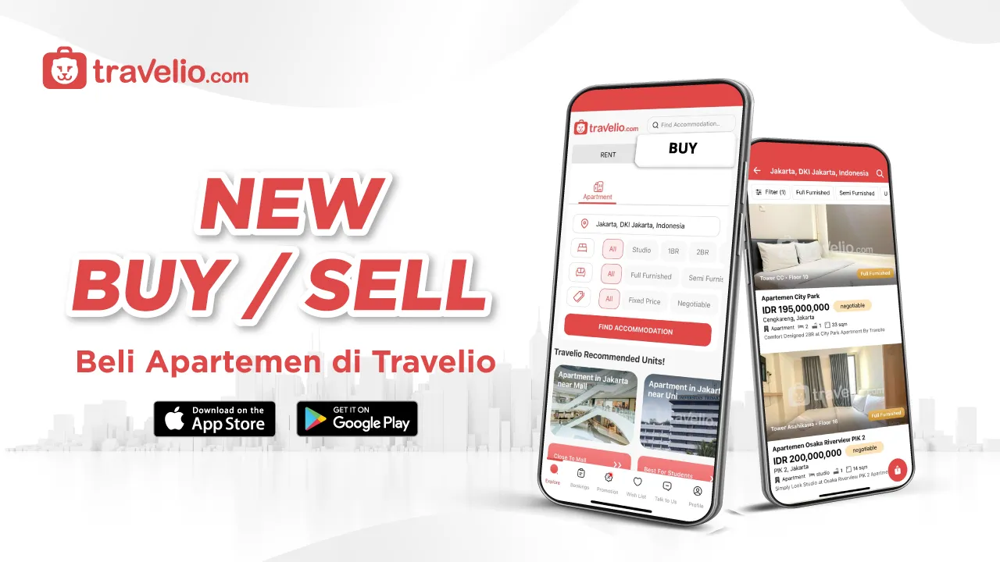 travelio.com
NEW
BUY / SELL
Beli Apartemen di Travelio
Download on the
App Store
GET IT ON
Google Play
travelio.com
Find Accommodation..
RENT
BUY
Apartment
Jakarta, DKI Jakarta, Indonesia
All Studio 1BR 2BR
All Full Furnished Semi Furnis
All Fixed Price Negotiable
FIND ACCOMMODATION
Travelio Recommended Units!
Apartment in Jakarta
near Mall
Apartment in Jakarta
near Uni
UNIVERSITAS
travelio
Close To Mall
Best For Students
Explore Bookings Promotion Wish List Talk to Us Profile
Jakarta, DKI Jakarta, Indonesia
Filter (1) Full Furnished Semi Furnished U
travelio.com
Tower CC • Floor 10
Full Furnished
Apartemen City Park
IDR 195,000,000 negotiable
Cengkareng, Jakarta
Apartment 2 1 33 sqm
Comfort Designed 2BR at City Park Apartment By Travelio
travelio.com
Tower Asahikawa • Floor 16
Full Furnished
Apartemen Osaka Riverview PIK 2
IDR 200,000,000 negotiable
PIK 2, Jakarta
Apartment studio 1 14 sqm
Simply Look Studio at Osaka Riverview PIK 2 Apartme